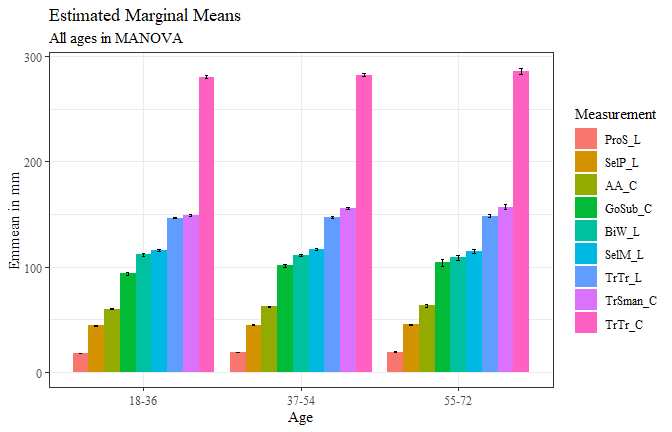 Estimated Marginal Means
All ages in MANOVA
300
200
100
0
Emmean in mm
18-36
37-54
55-72
Age
Measurement
ProS_L
SelP_L
AA_C
GoSub_C
BiW_L
SelM_L
TrTr_L
TrSman_C
TrTr_C